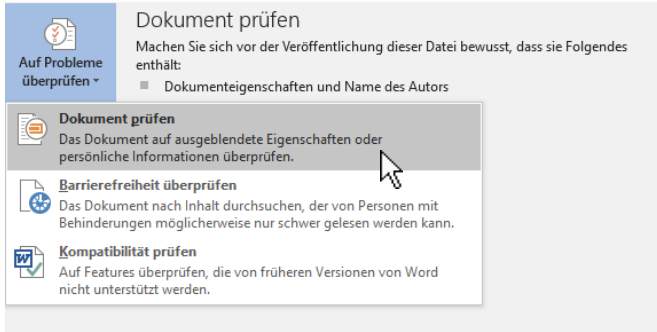 Dokument prüfen
Machen Sie sich vor der Veröffentlichung dieser Datei bewusst, dass sie Folgendes
enthält:
Dokumenteigenschaften und Name des Autors
Auf Probleme
überprüfen
Dokument prüfen
Das Dokument auf ausgeblendete Eigenschaften oder
persönliche Informationen überprüfen.
Barrierefreiheit überprüfen
Das Dokument nach Inhalt durchsuchen, der von Personen mit
Behinderungen möglicherweise nur schwer gelesen werden kann.
Kompatibilität prüfen
Auf Features überprüfen, die von früheren Versionen von Word
nicht unterstützt werden.